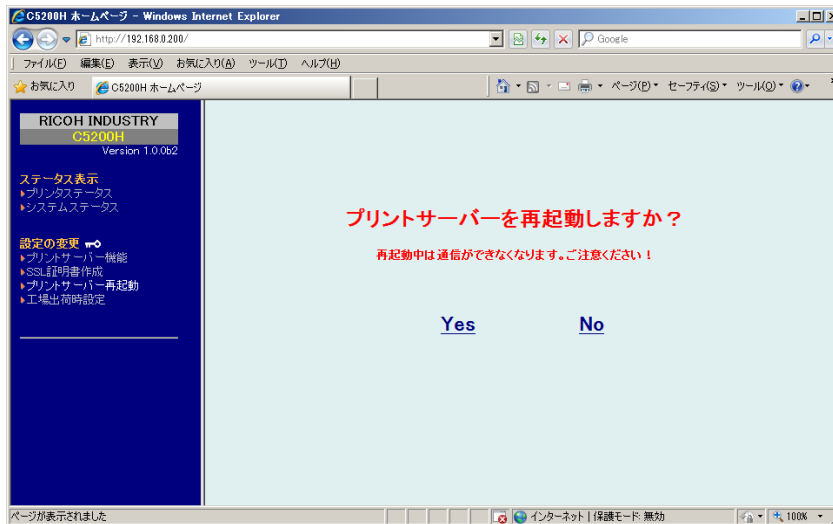 C5200H ホームページ - Windows Internet Explorer
http://192.168.0.200/
Google
ファイル(F) 編集(E) 表示(V) お気に入り(A) ツール(T) ヘルプ(H)
お気に入り C5200H ホームページ ページ(P) セーフティ(S) ツール(O)
RICOH INDUSTRY
C5200H
Version 1.0.0b2
ステータス表示
プリンタステータス
システムステータス
設定の変更
プリントサーバー機能
SSL証明書作成
プリントサーバー再起動
工場出荷時設定
プリントサーバーを再起動しますか？
再起動中は通信ができなくなります。ご注意ください！
Yes No
ページが表示されました インターネット | 保護モード: 無効 100%